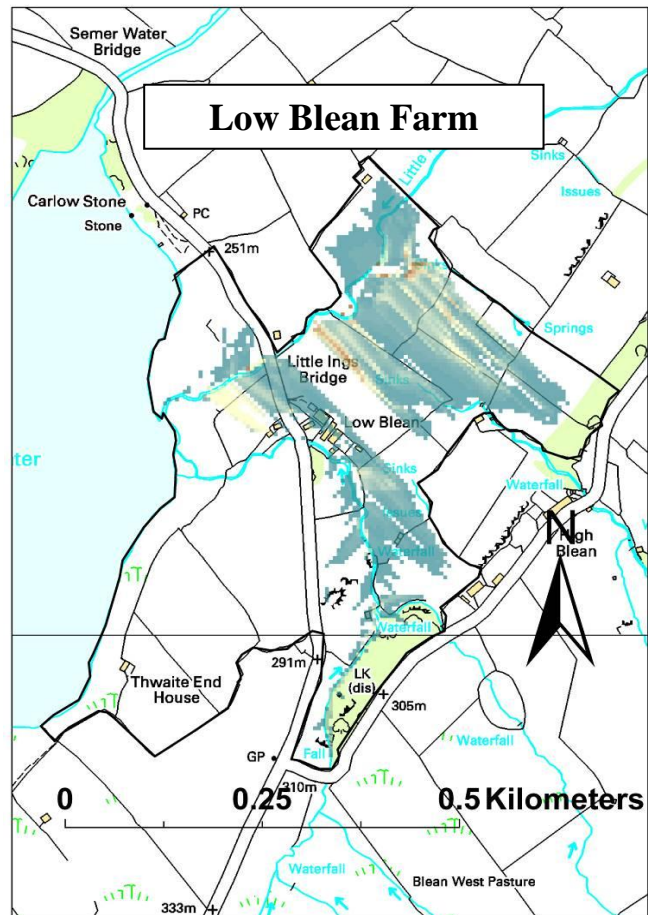 Semer Water
Bridge
Low Blean Farm
Little
Sinks
Issues
Carlow Stone
Stone
PC
251m
Springs
Little Ings
Bridge
Sinks
Low Blean
ter
Sinks
Waterfall
Issues
N
High
Blean
Waterfall
Waterfall
291m
LK
(dis)
305m
Thwaite End
House
GP
Fall
310m
Waterfall
0 0.25 0.5 Kilometers
Waterfall
Blean West Pasture
333m